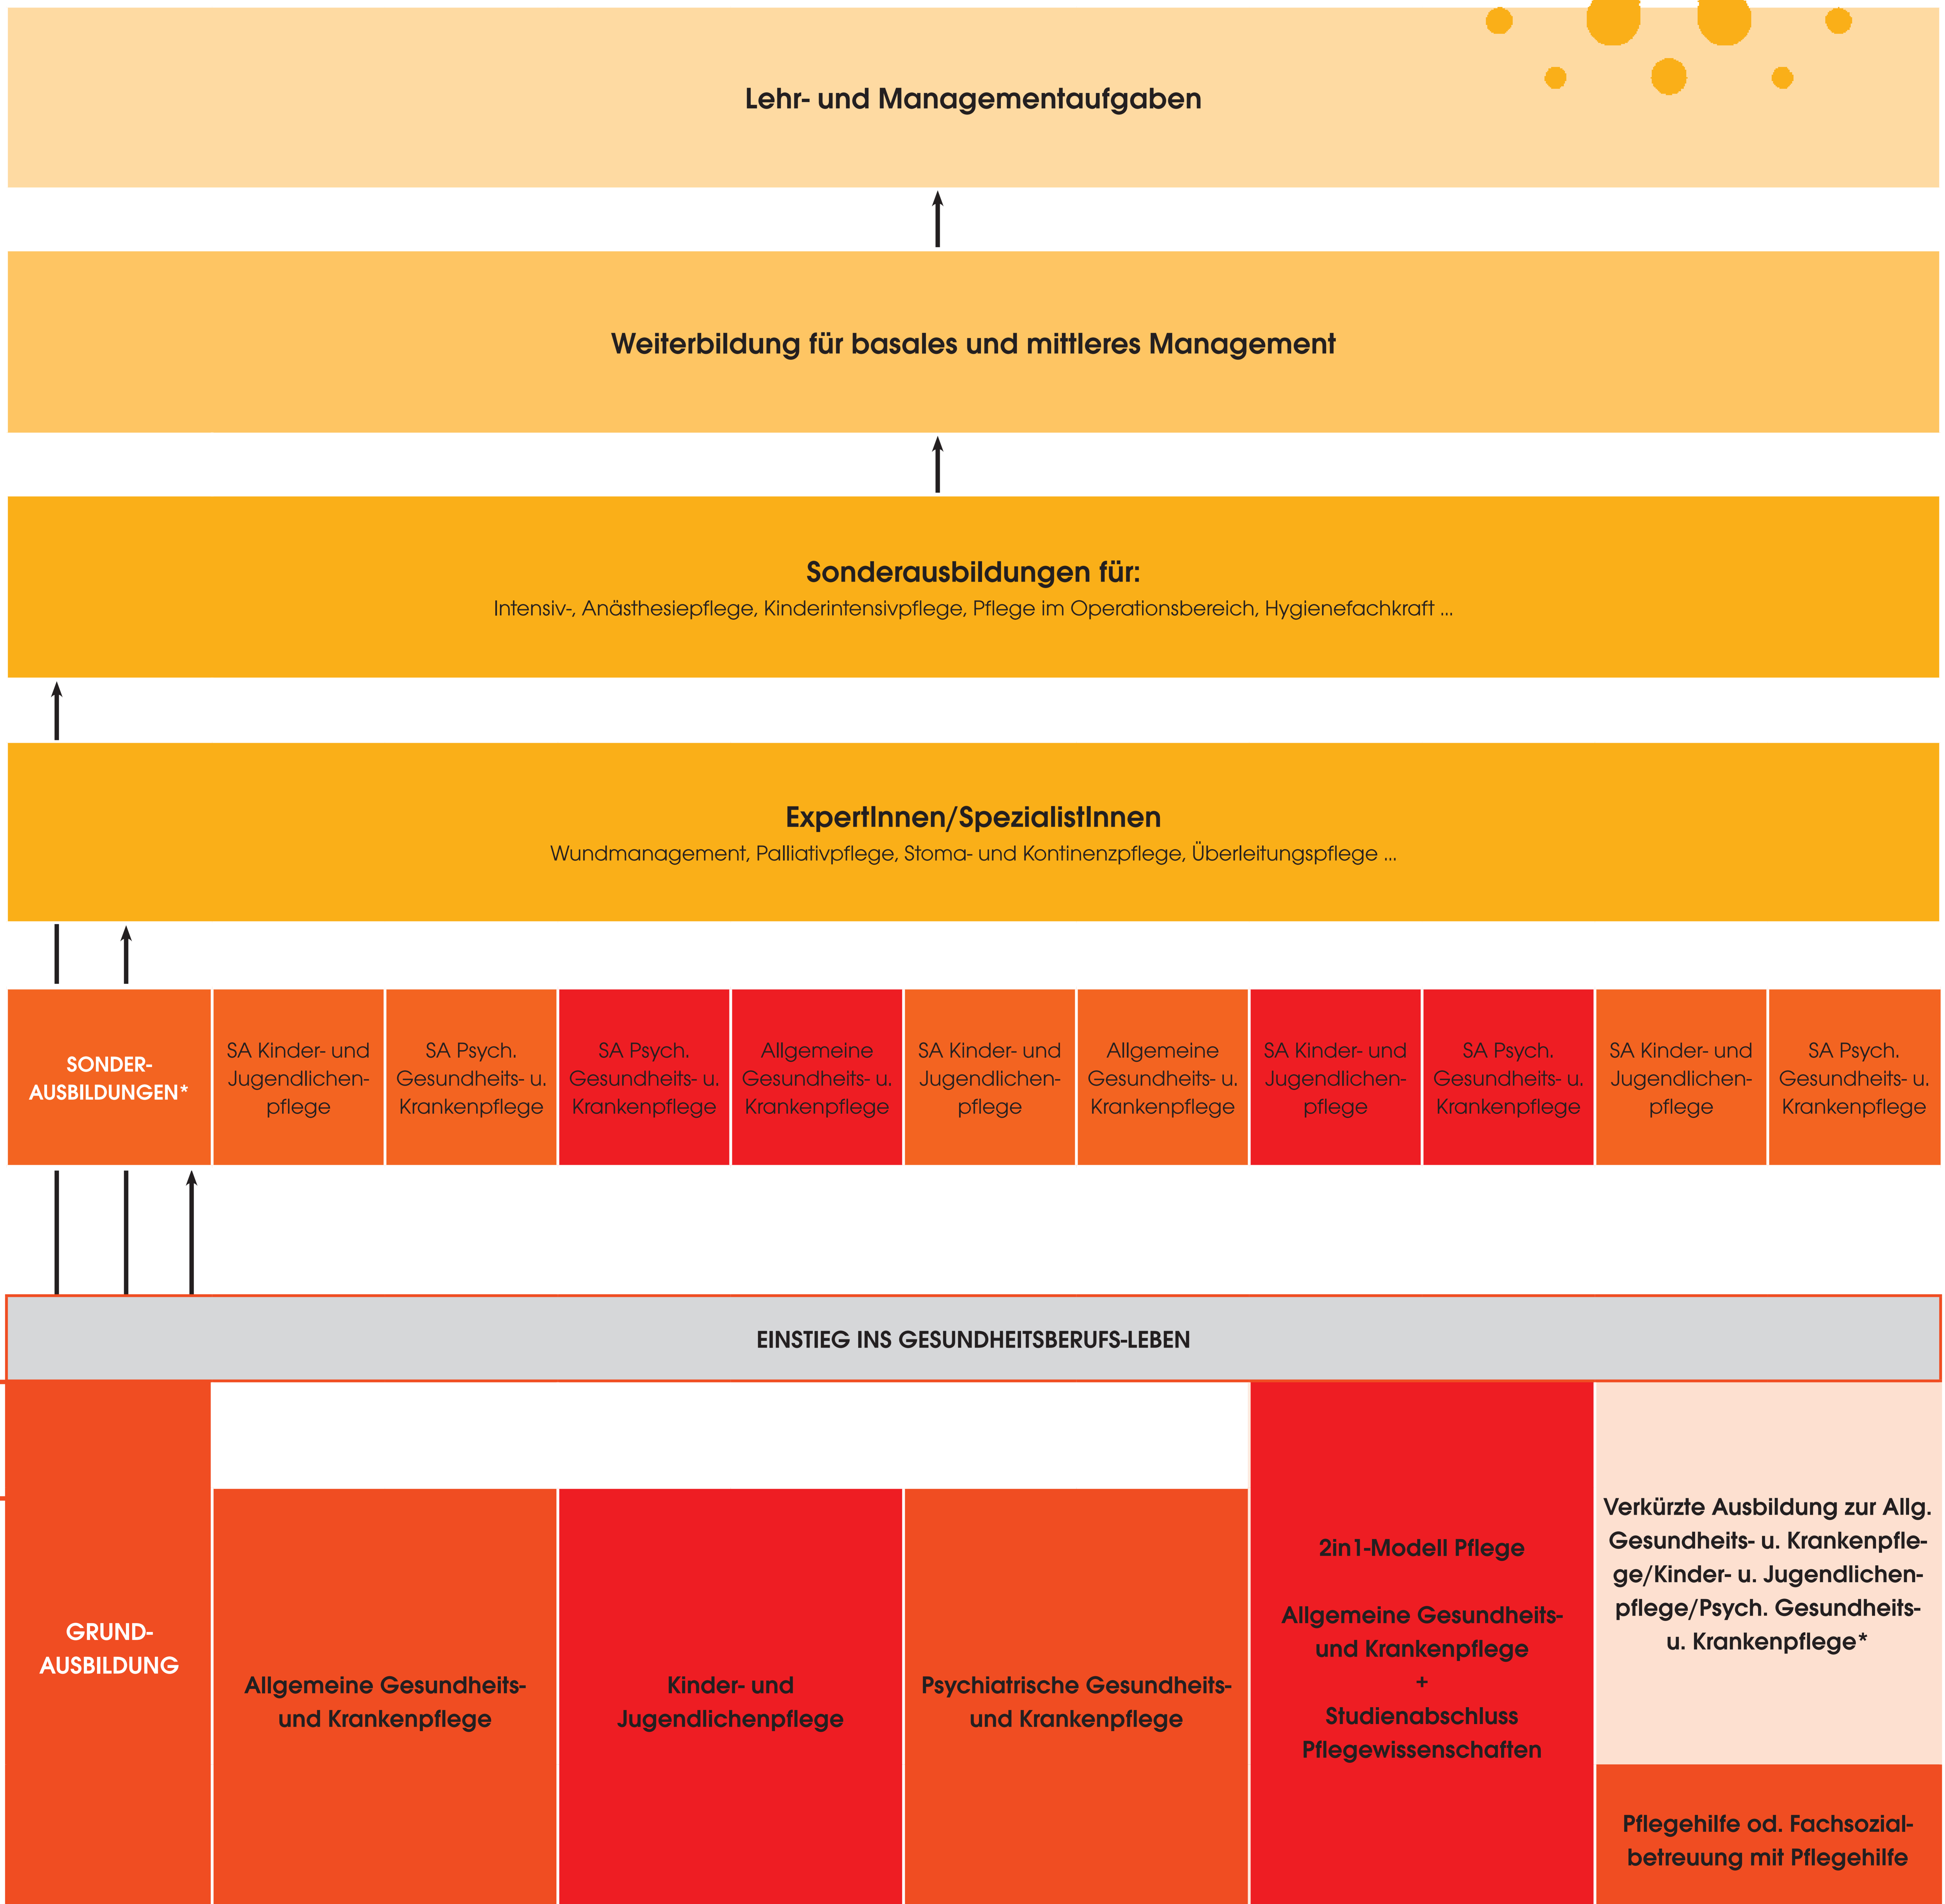 Lehr- und Managementaufgaben
Weiterbildung für basales und mittleres Management
Sonderausbildungen für:
Intensiv-, Anästhesiepflege, Kinderintensivpflege, Pflege im Operationsbereich, Hygienefachkraft ...
ExpertInnen/SpezialistInnen
Wundmanagement, Palliativpflege, Stoma- und Kontinenzpflege, Überleitungspflege ...
SONDER-
AUSBILDUNGEN*
SA Kinder- und
Jugendlichen-
pflege
SA Psych.
Gesundheits- u.
Krankenpflege
SA Psych.
Gesundheits- u.
Krankenpflege
Allgemeine
Gesundheits- u.
Krankenpflege
SA Kinder- und
Jugendlichen-
pflege
Allgemeine
Gesundheits- u.
Krankenpflege
SA Kinder- und
Jugendlichen-
pflege
SA Psych.
Gesundheits- u.
Krankenpflege
SA Kinder- und
Jugendlichen-
pflege
SA Psych.
Gesundheits- u.
Krankenpflege
EINSTIEG INS GESUNDHEITSBERUFS-LEBEN
GRUND-
AUSBILDUNG
Allgemeine Gesundheits-
und Krankenpflege
Kinder- und
Jugendlichenpflege
Psychiatrische Gesundheits-
und Krankenpflege
2in1-Modell Pflege
Allgemeine Gesundheits-
und Krankenpflege
+
Studienabschluss
Pflegewissenschaften
Verkürzte Ausbildung zur Allg.
Gesundheits- u. Krankenpfle-
ge/Kinder- u. Jugendlichen-
pflege/Psych. Gesundheits-
u. Krankenpflege*
Pflegehilfe od. Fachsozial-
betreuung mit Pflegehilfe